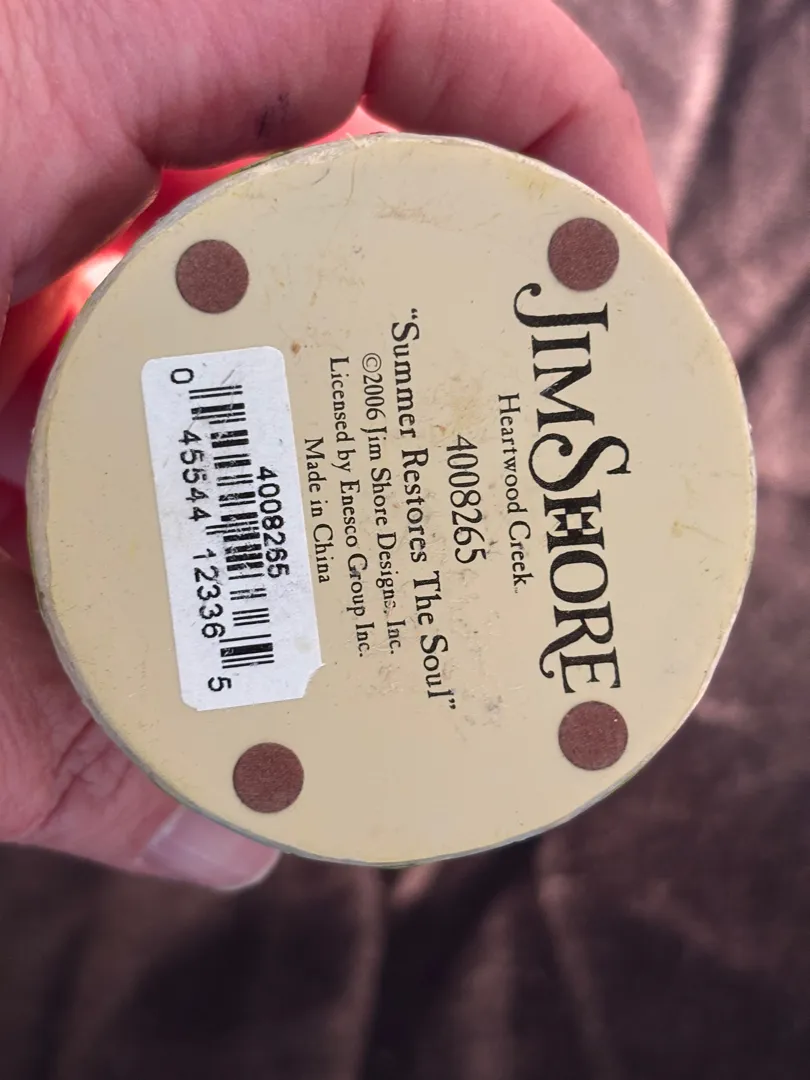 JIM SHORE
Heartwood Creek
4008265
"Summer Restores The Soul"
©2006 Jim Shore Designs, Inc.
Licensed by Enesco Group Inc.
Made in China
4008265
0 45544 12336 5